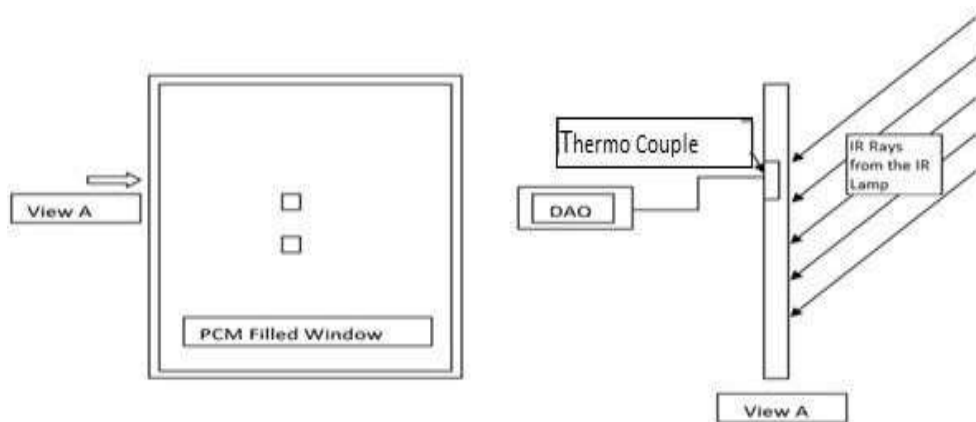 View A
PCM Filled Window
Thermo Couple
DAQ
IR Rays
from the IR
Lamp
View A